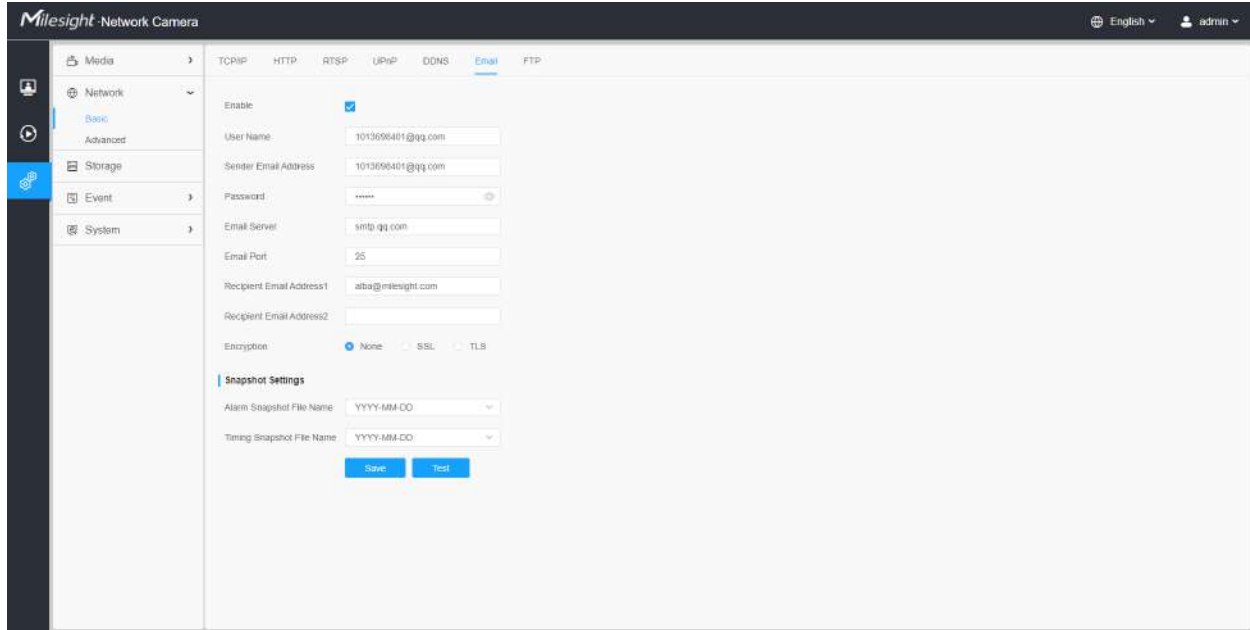 Milesight -Network Camera
English
admin
Media
Network
Basic
Advanced
Storage
Event
System
TCP/IP HTTP RTSP UPnP DDNS Email FTP
Enable
User Name 1013698401@qq.com
Sender Email Address 1013698401@qq.com
Password ••••••
Email Server smtp.qq.com
Email Port 25
Recipient Email Address1 alba@milesight.com
Recipient Email Address2
Encryption None SSL TLS
Snapshot Settings
Alarm Snapshot File Name YYYY-MM-DD
Timing Snapshot File Name YYYY-MM-DD
Save Test